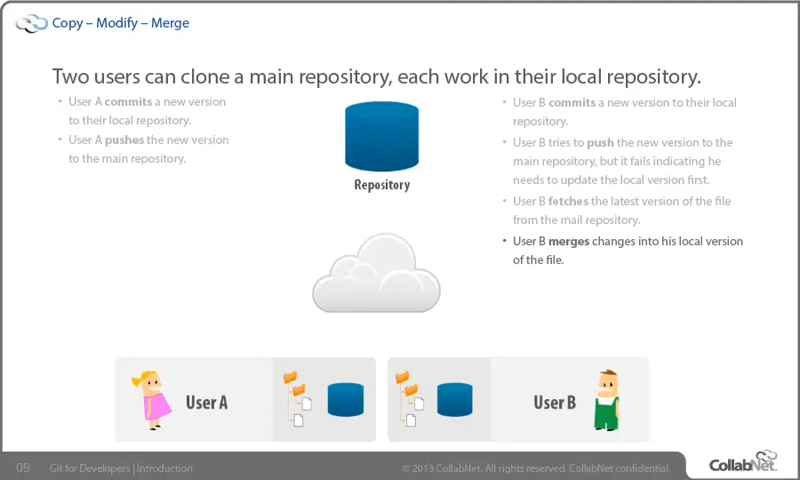 Copy – Modify – Merge
Two users can clone a main repository, each work in their local repository.
• User A commits a new version
to their local repository.
• User A pushes the new version
to the main repository.
Repository
• User B commits a new version to their local
repository.
• User B tries to push the new version to the
main repository, but it fails indicating he
needs to update the local version first.
• User B fetches the latest version of the file
from the mail repository.
• User B merges changes into his local version
of the file.
User A
User B
09 Git for Developers | Introduction
© 2013 CollabNet. All rights reserved. CollabNet confidential.
CollabNet.